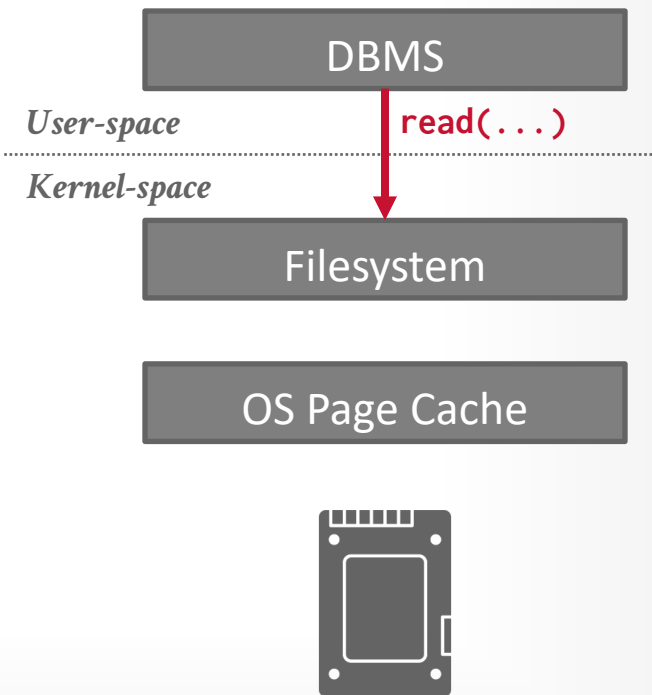 DBMS
User-space
read(...)
Kernel-space
Filesystem
OS Page Cache